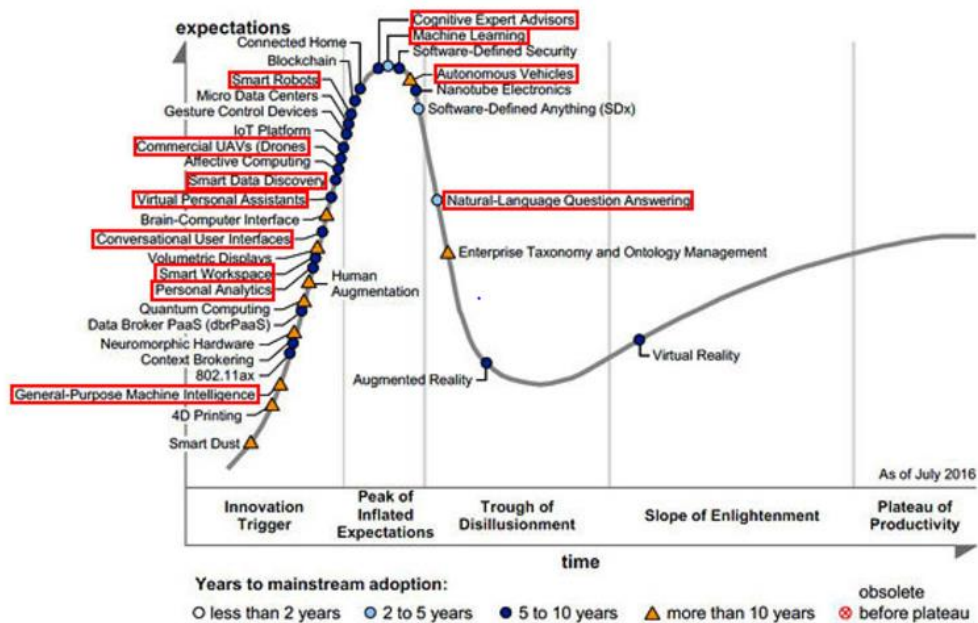 expectations
Cognitive Expert Advisors
Machine Learning
Connected Home
Software-Defined Security
Blockchain
Smart Robots
Autonomous Vehicles
Micro Data Centers
Nanotube Electronics
Gesture Control Devices
Software-Defined Anything (SDx)
IoT Platform
Commercial UAVs (Drones
Affective Computing
Smart Data Discovery
Virtual Personal Assistants
Natural-Language Question Answering
Brain-Computer Interface
Conversational User Interfaces
Volumetric Displays
Enterprise Taxonomy and Ontology Management
Smart Workspace
Personal Analytics
Human
Augmentation
Quantum Computing
Data Broker PaaS (dbrPaaS)
Neuromorphic Hardware
Context Brokering
Virtual Reality
802.11ax
Augmented Reality
General-Purpose Machine Intelligence
4D Printing
Smart Dust
As of July 2016
Innovation
Trigger
Peak of
Inflated
Expectations
Trough of
Disillusionment
Slope of Enlightenment
Plateau of
Productivity
time
Years to mainstream adoption:
less than 2 years
2 to 5 years
5 to 10 years
more than 10 years
obsolete
before plateau